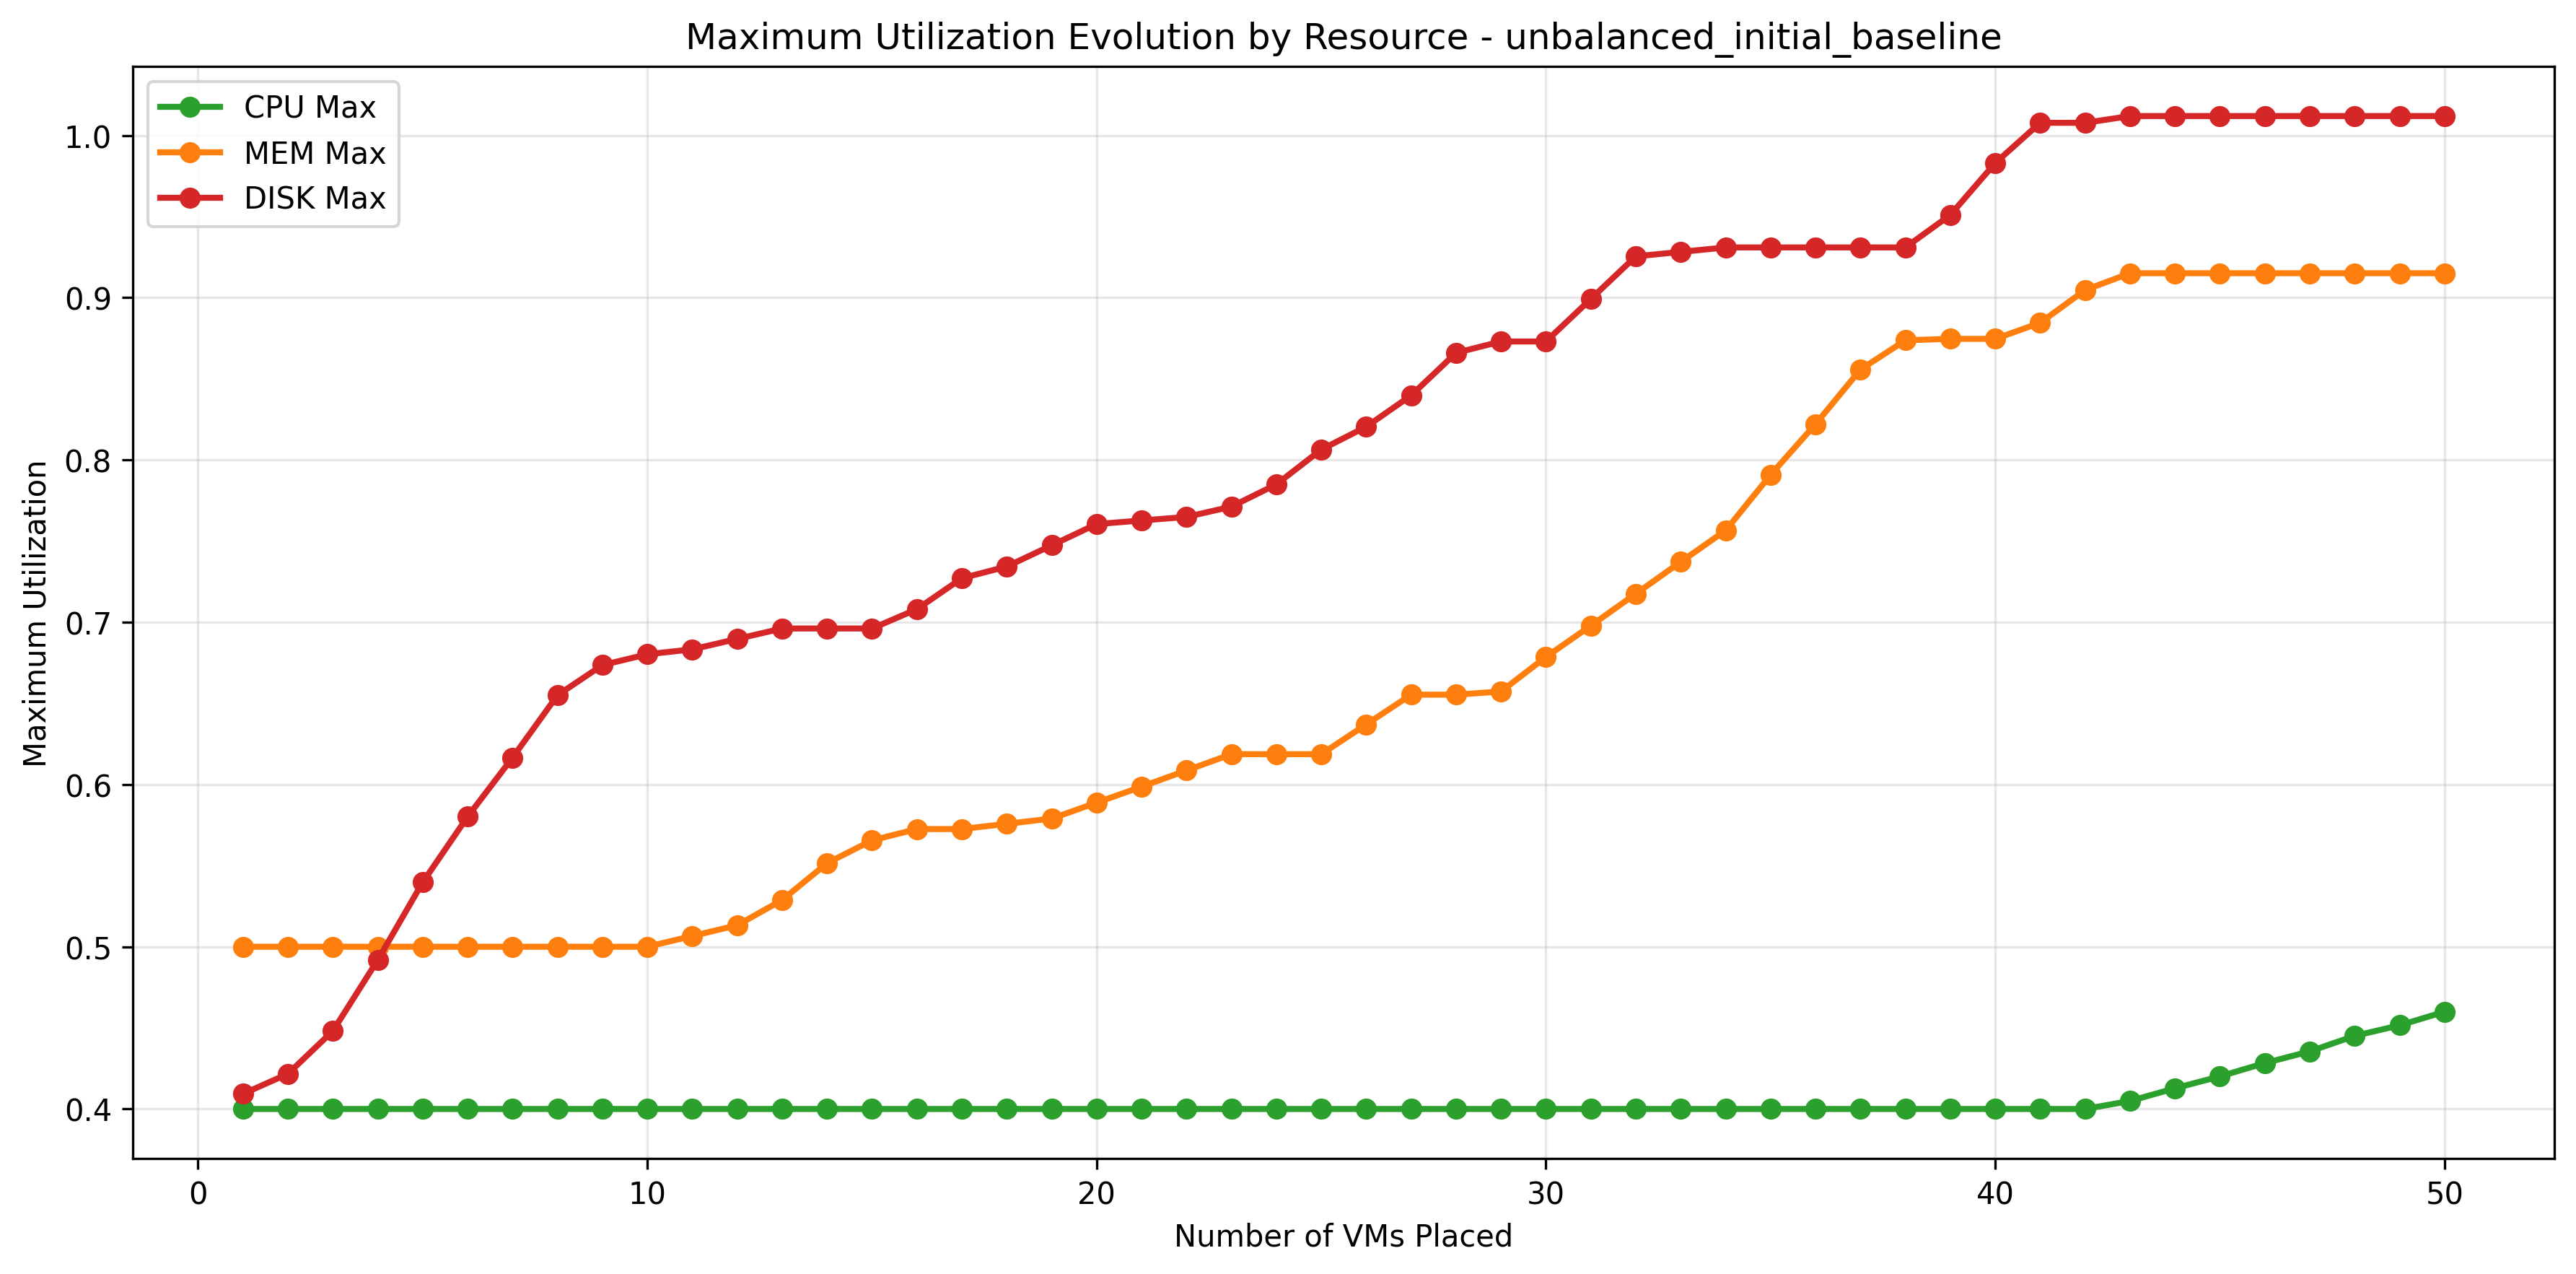 Maximum Utilization Evolution by Resource - unbalanced_initial_baseline
CPU Max
MEM Max
DISK Max
Maximum Utilization
1.0
0.9
0.8
0.7
0.6
0.5
0.4
0
10
20
30
40
50
Number of VMs Placed